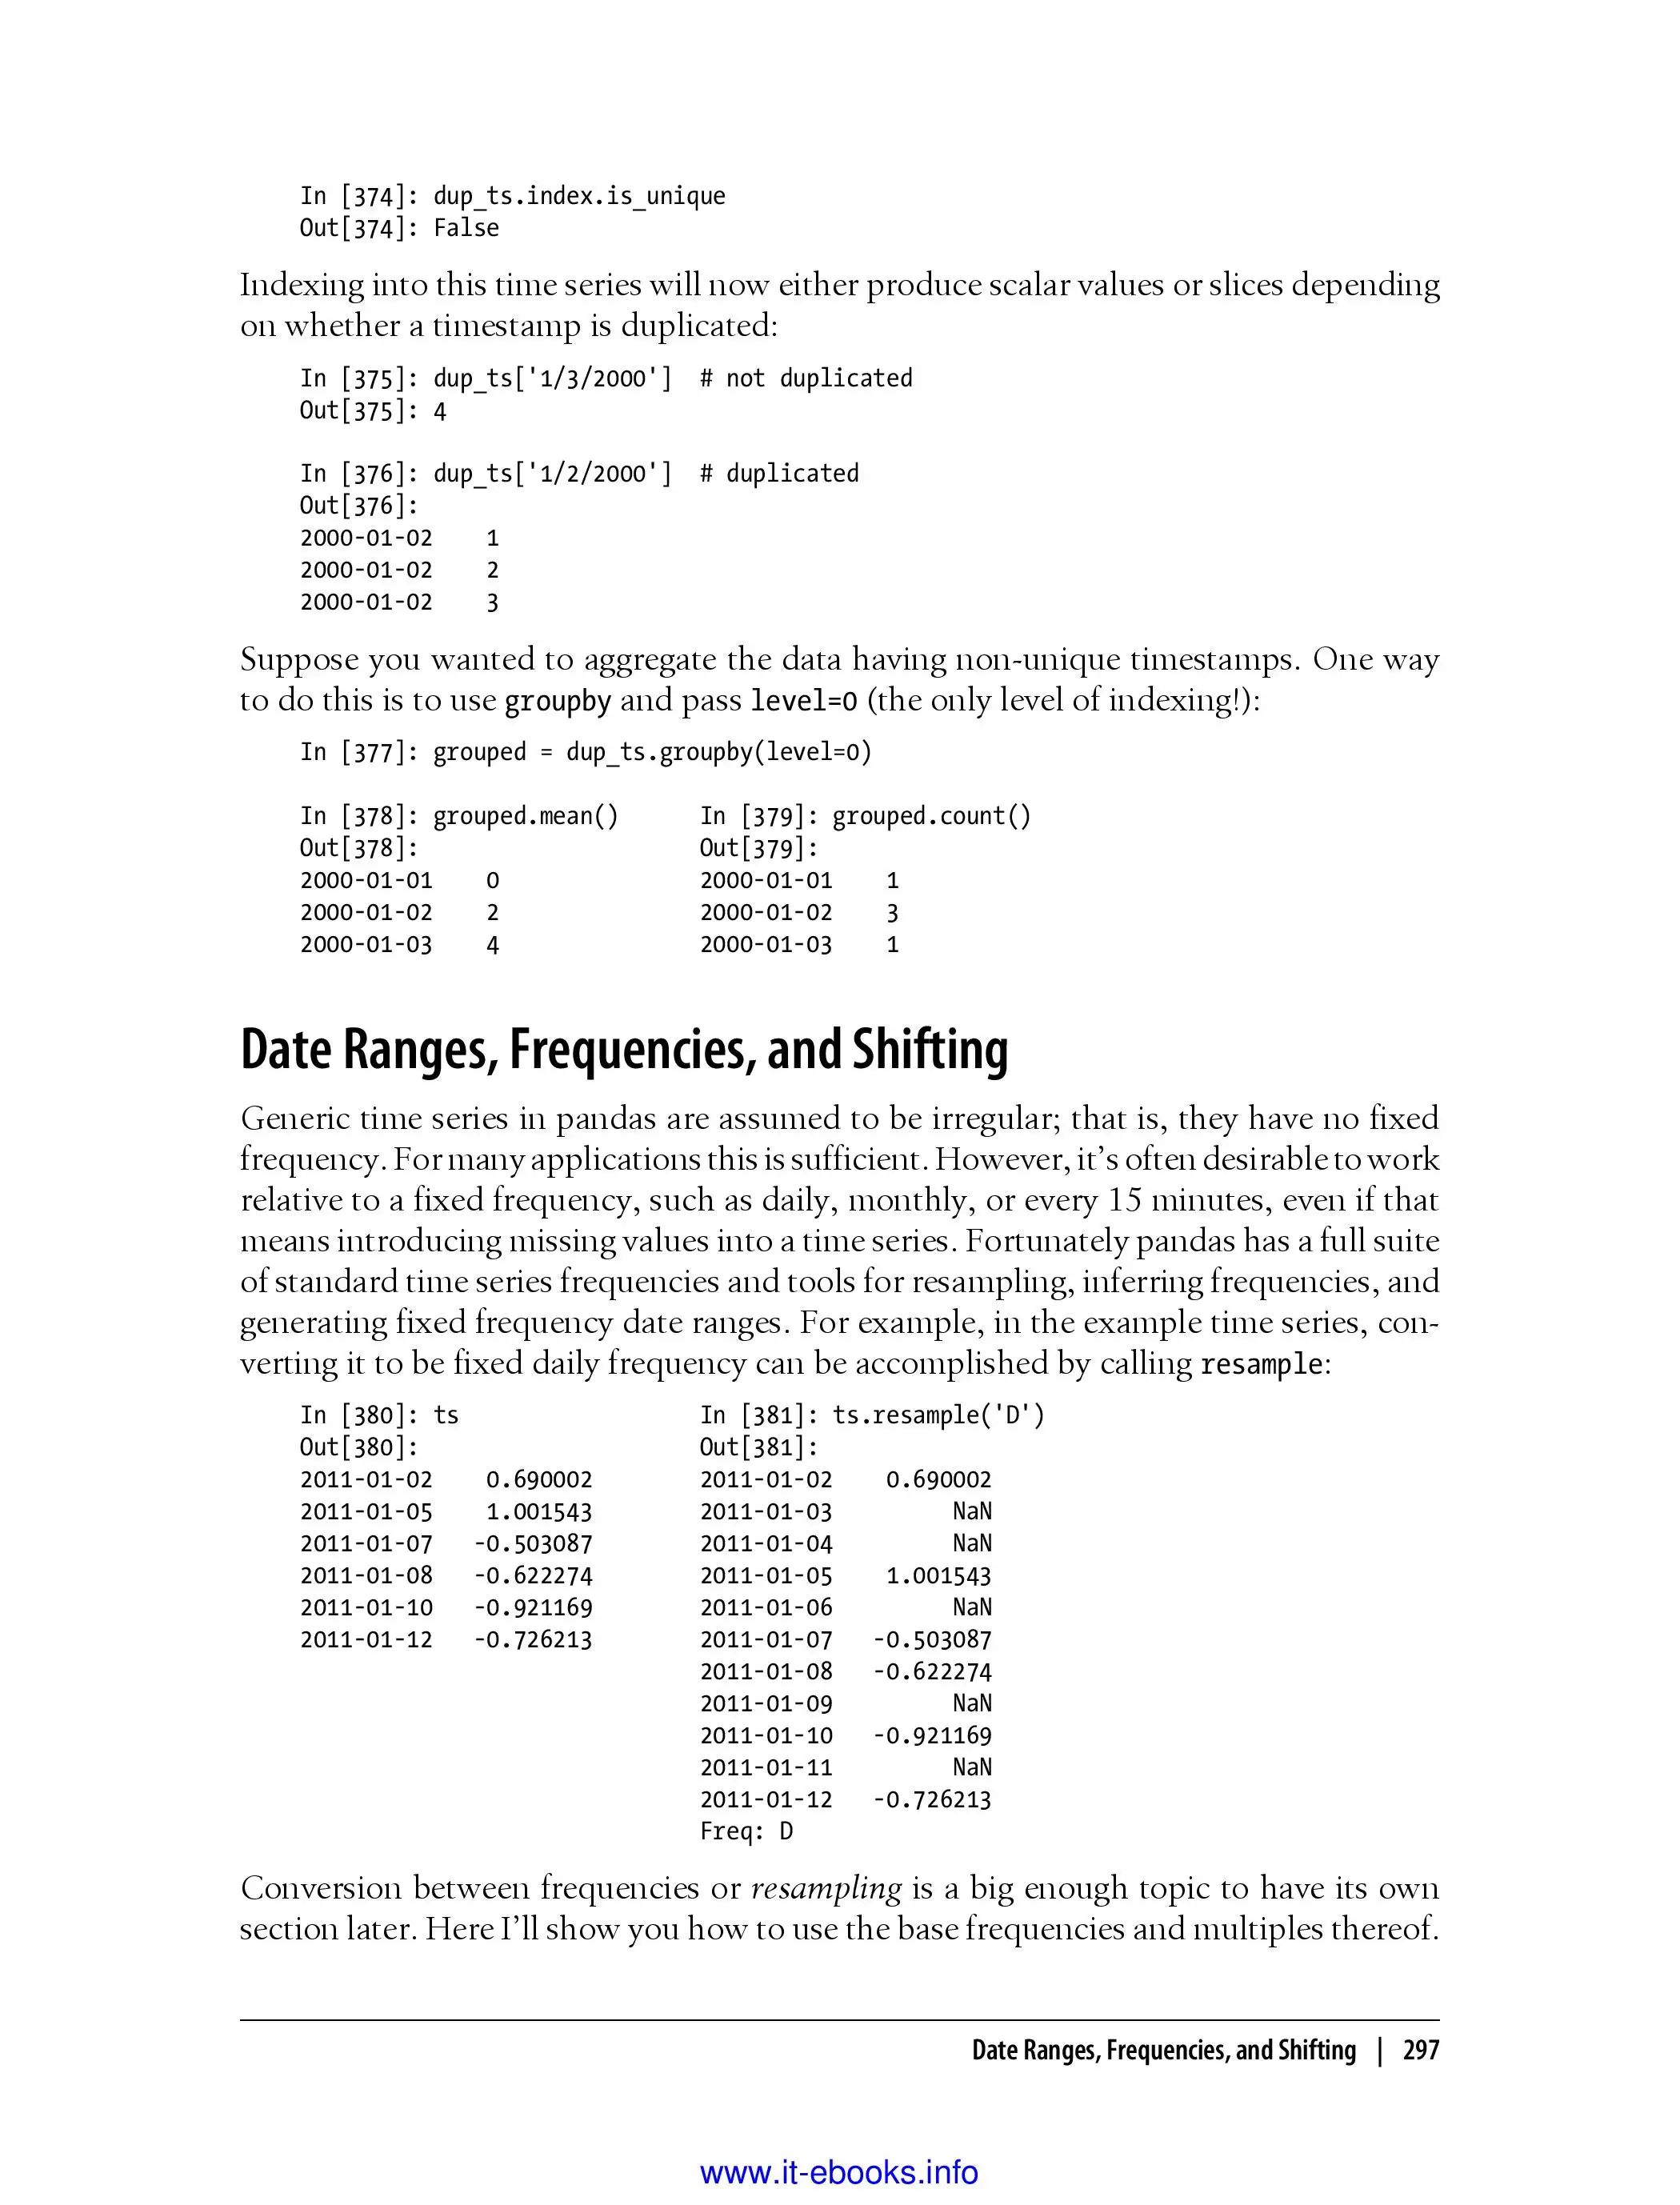 In [374]: dup_ts.index.is_unique
Out[374]: False
Indexing into this time series will now either produce scalar values or slices depending
on whether a timestamp is duplicated:
In [375]: dup_ts['1/3/2000']  # not duplicated
Out[375]: 4
In [376]: dup_ts['1/2/2000']  # duplicated
Out[376]:
2000-01-02    1
2000-01-02    2
2000-01-02    3
Suppose you wanted to aggregate the data having non-unique timestamps. One way
to do this is to use groupby and pass level=0 (the only level of indexing!):
In [377]: grouped = dup_ts.groupby(level=0)
In [378]: grouped.mean()      In [379]: grouped.count()
Out[378]:                     Out[379]:
2000-01-01    0               2000-01-01    1
2000-01-02    2               2000-01-02    3
2000-01-03    4               2000-01-03    1
Date Ranges, Frequencies, and Shifting
Generic time series in pandas are assumed to be irregular; that is, they have no fixed
frequency. For many applications this is sufficient. However, it's often desirable to work
relative to a fixed frequency, such as daily, monthly, or every 15 minutes, even if that
means introducing missing values into a time series. Fortunately pandas has a full suite
of standard time series frequencies and tools for resampling, inferring frequencies, and
generating fixed frequency date ranges. For example, in the example time series, con-
verting it to be fixed daily frequency can be accomplished by calling resample:
In [380]: ts                  In [381]: ts.resample('D')
Out[380]:                     Out[381]:
2011-01-02    0.690002        2011-01-02    0.690002
2011-01-05    1.001543        2011-01-03         NaN
2011-01-07   -0.503087        2011-01-04         NaN
2011-01-08   -0.622274        2011-01-05    1.001543
2011-01-10   -0.921169        2011-01-06         NaN
2011-01-12   -0.726213        2011-01-07   -0.503087
                              2011-01-08   -0.622274
                              2011-01-09         NaN
                              2011-01-10   -0.921169
                              2011-01-11         NaN
                              2011-01-12   -0.726213
                              Freq: D
Conversion between frequencies or resampling is a big enough topic to have its own
section later. Here I'll show you how to use the base frequencies and multiples thereof.
Date Ranges, Frequencies, and Shifting | 297
www.it-ebooks.info